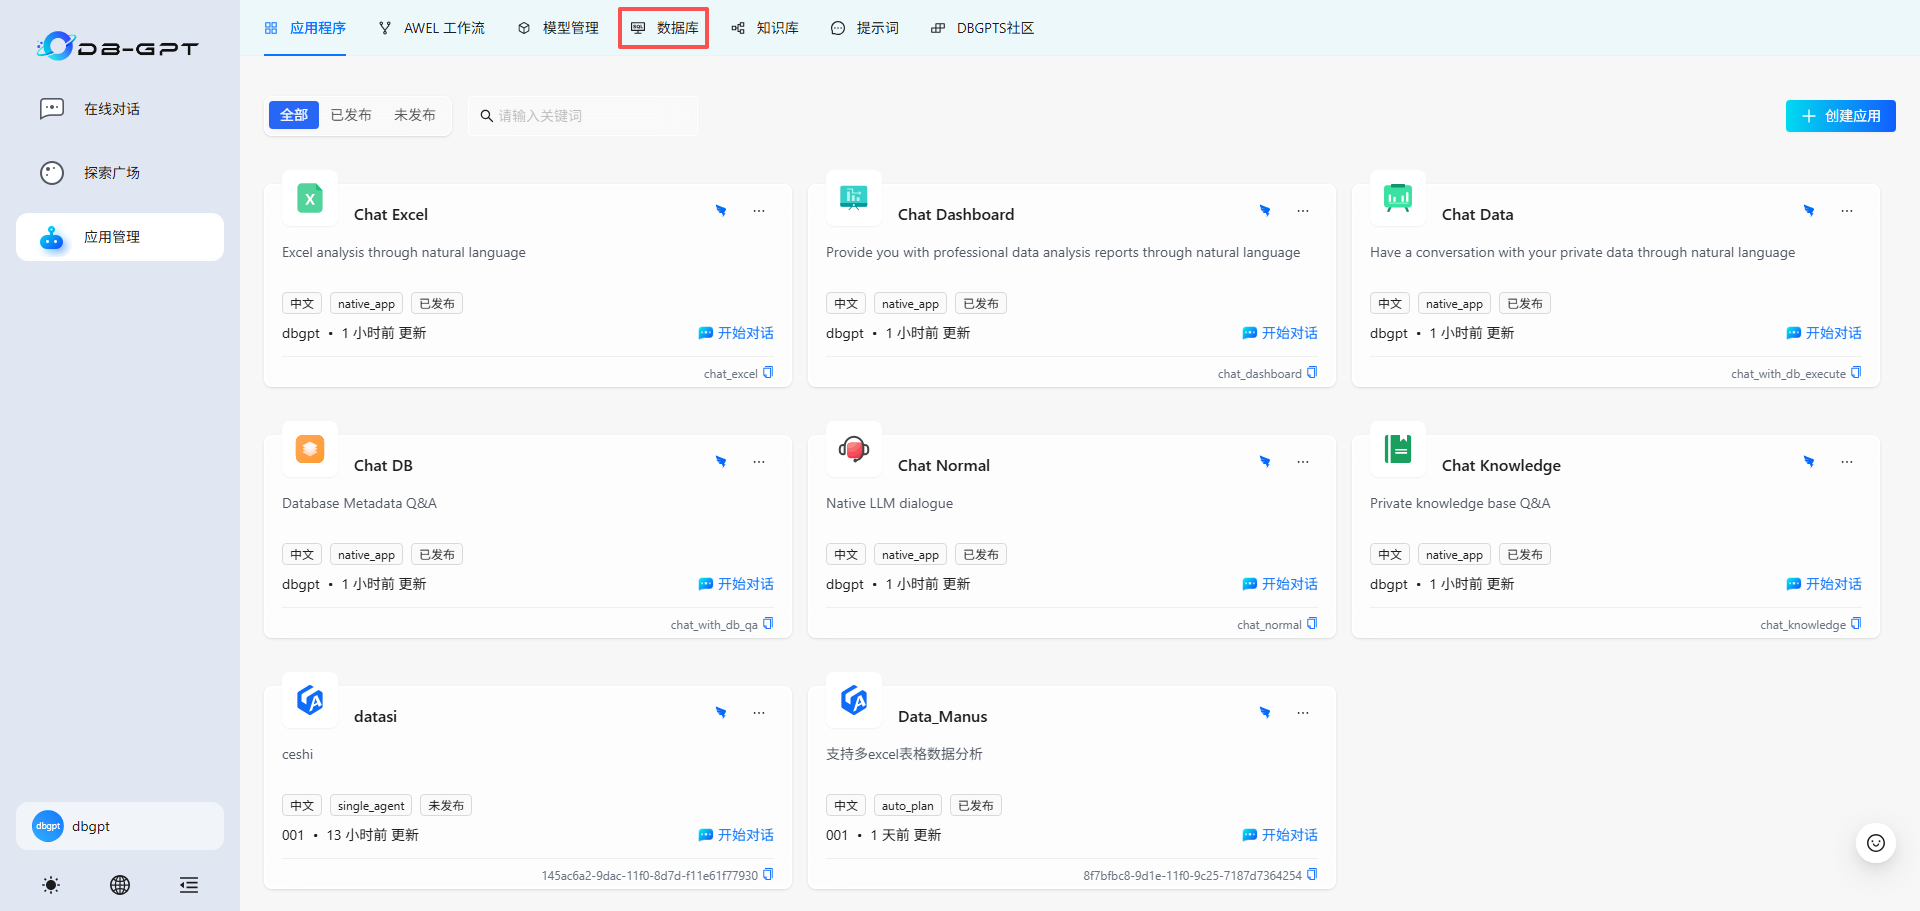 DB-GPT
在线对话
探索广场
应用管理
dbgpt
dbgpt
应用程序
AWEL 工作流
模型管理
数据库
知识库
提示词
DBGPTS社区
全部
已发布
未发布
请输入关键词
创建应用
Chat Excel
Excel analysis through natural language
中文
native_app
已发布
dbgpt • 1 小时前 更新
开始对话
chat_excel
Chat Dashboard
Provide you with professional data analysis reports through natural language
中文
native_app
已发布
dbgpt • 1 小时前 更新
开始对话
chat_dashboard
Chat Data
Have a conversation with your private data through natural language
中文
native_app
已发布
dbgpt • 1 小时前 更新
开始对话
chat_with_db_execute
Chat DB
Database Metadata Q&A
中文
native_app
已发布
dbgpt • 1 小时前 更新
开始对话
chat_with_db_qa
Chat Normal
Native LLM dialogue
中文
native_app
已发布
dbgpt • 1 小时前 更新
开始对话
chat_normal
Chat Knowledge
Private knowledge base Q&A
中文
native_app
已发布
dbgpt • 1 小时前 更新
开始对话
chat_knowledge
datasi
ceshi
中文
single_agent
未发布
001 • 13 小时前 更新
开始对话
145ac6a2-9dac-11f0-8d7d-f11e61f77930
Data_Manus
支持多excel表格数据分析
中文
auto_plan
已发布
001 • 1 天前 更新
开始对话
8f7bfbc8-9d1e-11f0-9c25-7187d7364254